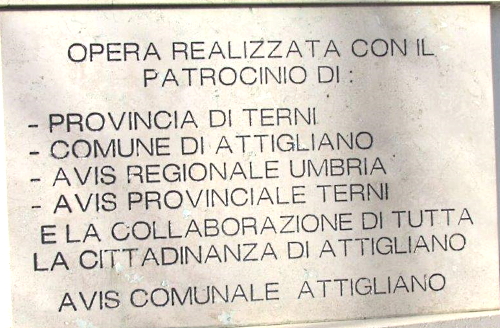 OPERA REALIZZATA CON IL
PATROCINIO DI :
- PROVINCIA DI TERNI
- COMUNE DI ATTIGLIANO
- AVIS REGIONALE UMBRIA
- AVIS PROVINCIALE TERNI
E LA COLLABORAZIONE DI TUTTA
LA CITTADINANZA DI ATTIGLIANO
AVIS COMUNALE ATTIGLIANO